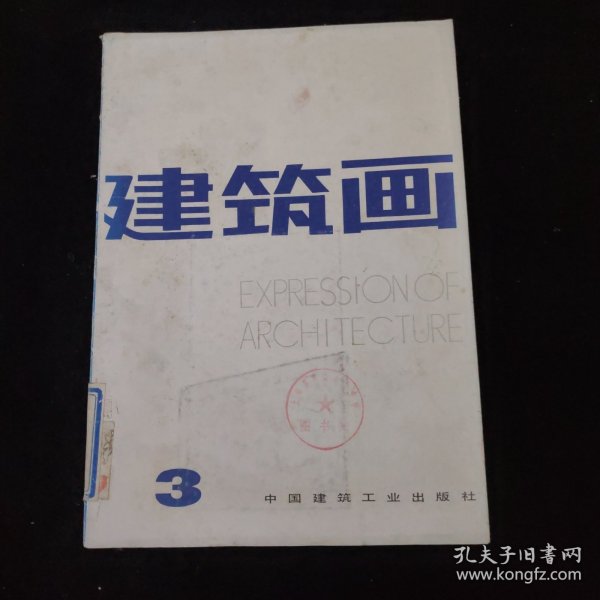 建筑画
EXPRESSION OF
ARCHITECTURE
3
中国建筑工业出版社
孔夫子旧书网
www.kongfz.com